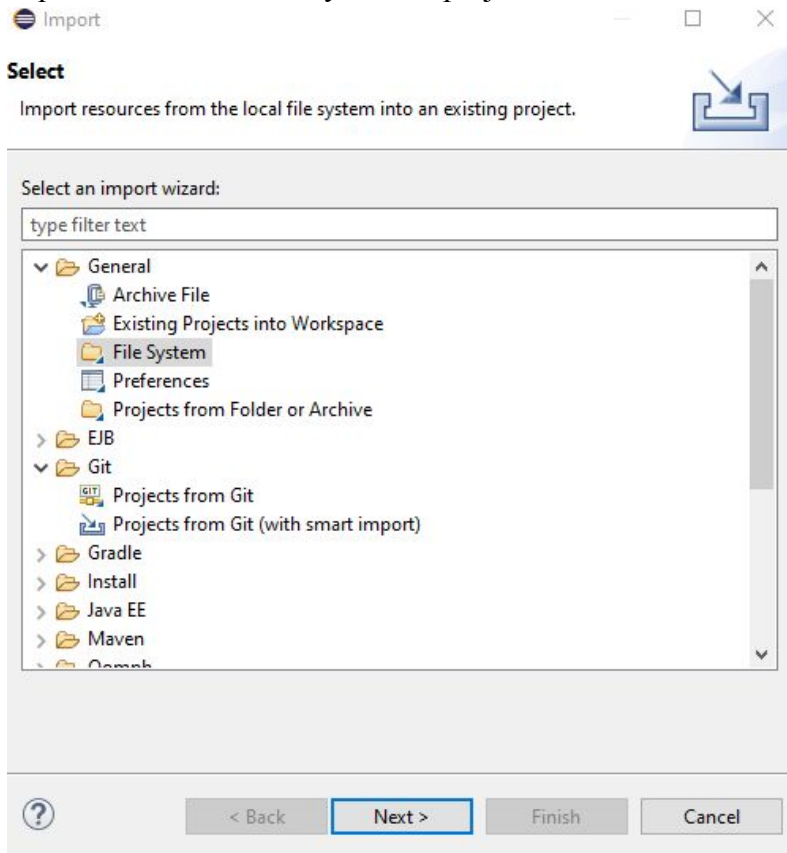 Import
Select
Import resources from the local file system into an existing project.
Select an import wizard:
type filter text
General
Archive File
Existing Projects into Workspace
File System
Preferences
Projects from Folder or Archive
EJB
Git
GIT
Projects from Git
Projects from Git (with smart import)
Gradle
Install
Java EE
Maven
Oomph
?
< Back Next > Finish Cancel